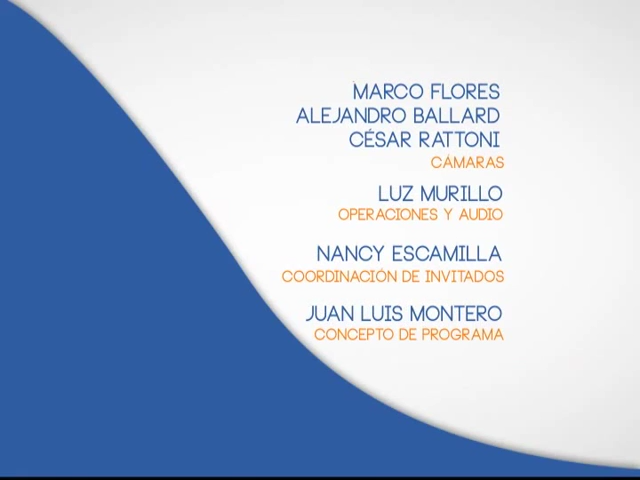 MARCO FLORES
ALEJANDRO BALLARD
CÉSAR RATTONI
CÁMARAS
LUZ MURILLO
OPERACIONES Y AUDIO
NANCY ESCAMILLA
COORDINACIÓN DE INVITADOS
JUAN LUIS MONTERO
CONCEPTO DE PROGRAMA